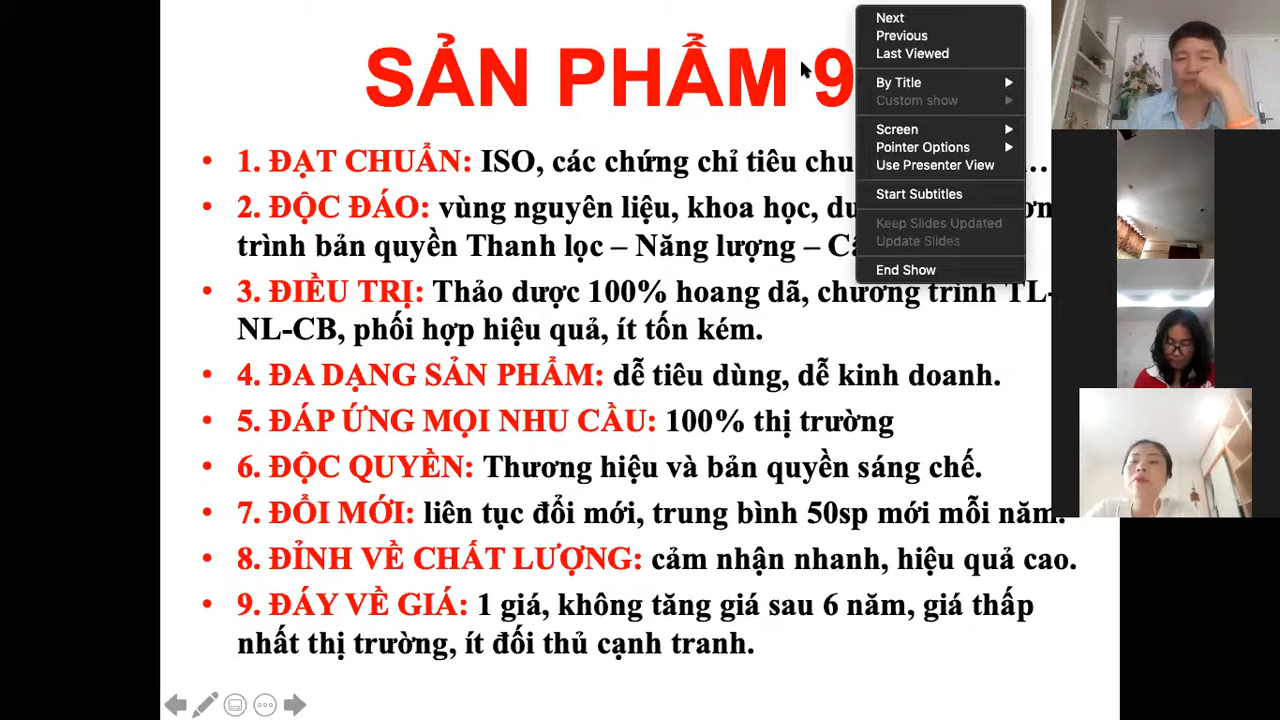 SẢN PHẨM 9
1. ĐẠT CHUẨN: ISO, các chứng chỉ tiêu chu …
2. ĐỘC ĐÁO: vùng nguyên liệu, khoa học,
trình bản quyền Thanh lọc – Năng lượng –
3. ĐIỀU TRỊ: Thảo dược 100% hoang dã, chương trình TL-
NL-CB, phối hợp hiệu quả, ít tốn kém.
4. ĐA DẠNG SẢN PHẨM: dễ tiêu dùng, dễ kinh doanh.
5. ĐÁP ỨNG MỌI NHU CẦU: 100% thị trường
6. ĐỘC QUYỀN: Thương hiệu và bản quyền sáng chế.
7. ĐỔI MỚI: liên tục đổi mới, trung bình 50sp mới mỗi năm.
8. ĐỈNH VỀ CHẤT LƯỢNG: cảm nhận nhanh, hiệu quả cao.
9. ĐÁY VỀ GIÁ: 1 giá, không tăng giá sau 6 năm, giá thấp
nhất thị trường, ít đối thủ cạnh tranh.
Next
Previous
Last Viewed
By Title
Custom show
Screen
Pointer Options
Use Presenter View
Start Subtitles
Keep Slides Updated
Update Slides
End Show